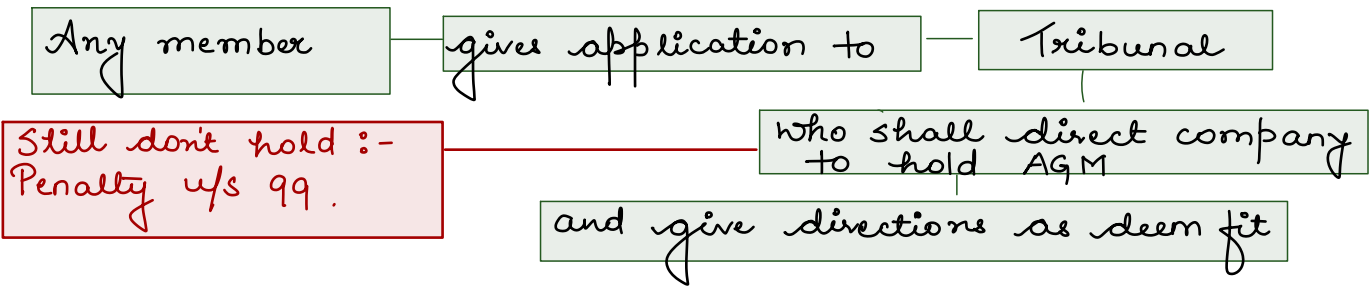 Any member gives application to Tribunal
who shall direct company
to hold AGM
Still don't hold :-
Penalty u/s 99.
and give directions as deem fit